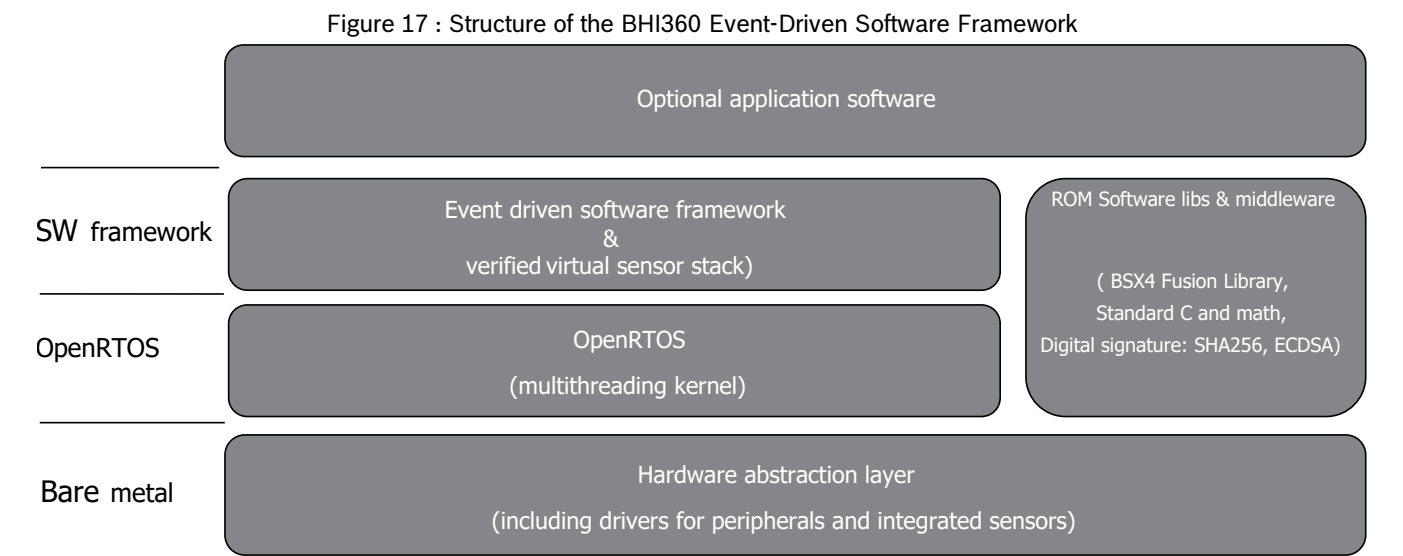 Figure 17 : Structure of the BHI360 Event-Driven Software Framework
Optional application software
SW framework
Event driven software framework
&
verified virtual sensor stack)
ROM Software libs & middleware
( BSX4 Fusion Library,
Standard C and math,
Digital signature: SHA256, ECDSA)
OpenRTOS
OpenRTOS
(multithreading kernel)
Bare metal
Hardware abstraction layer
(including drivers for peripherals and integrated sensors)